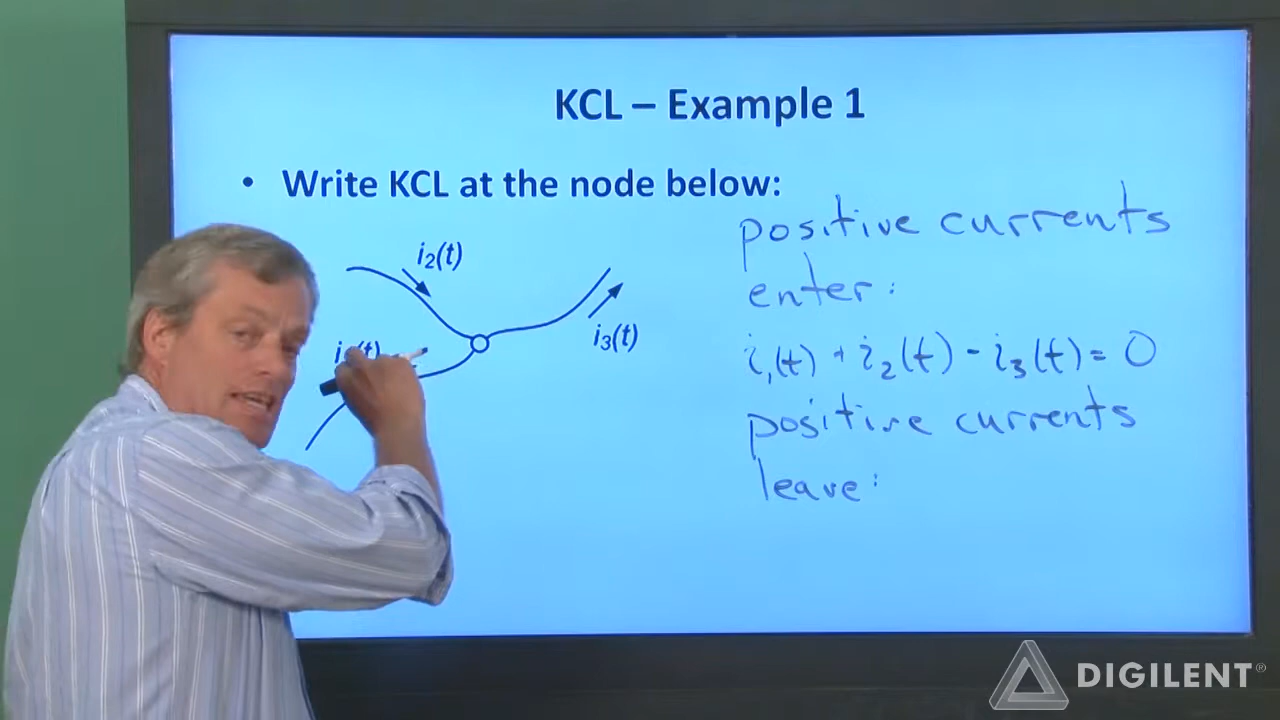 KCL – Example 1
• Write KCL at the node below:
i2(t)
i3(t)
positive currents
enter:
i1(t) + i2(t) - i3(t) = 0
positive currents
leave:
DIGILENT®